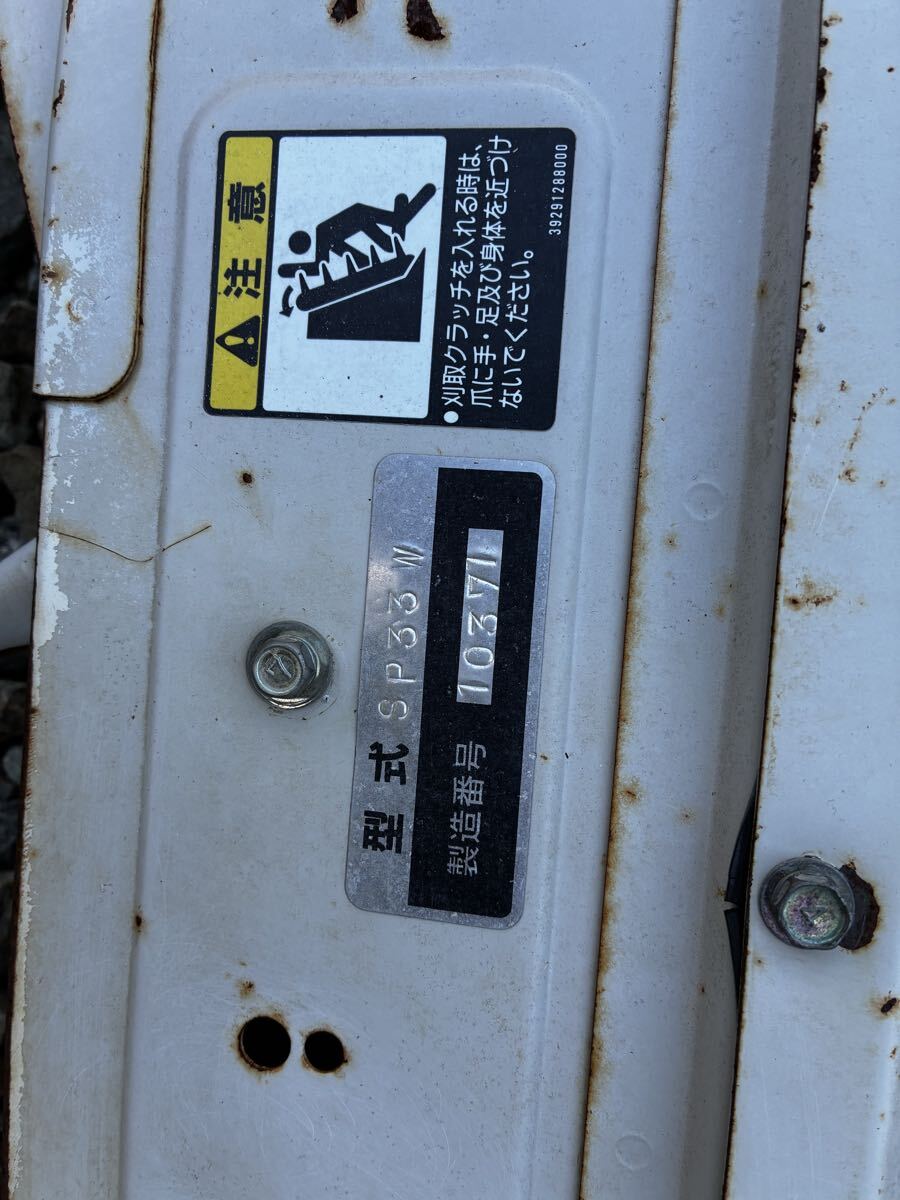 注意
●刈取クラッチを入れる時は、
爪に手・足及び身体を近づけ
ないでください。
39291288000
型式 SP33W
製造番号 10371